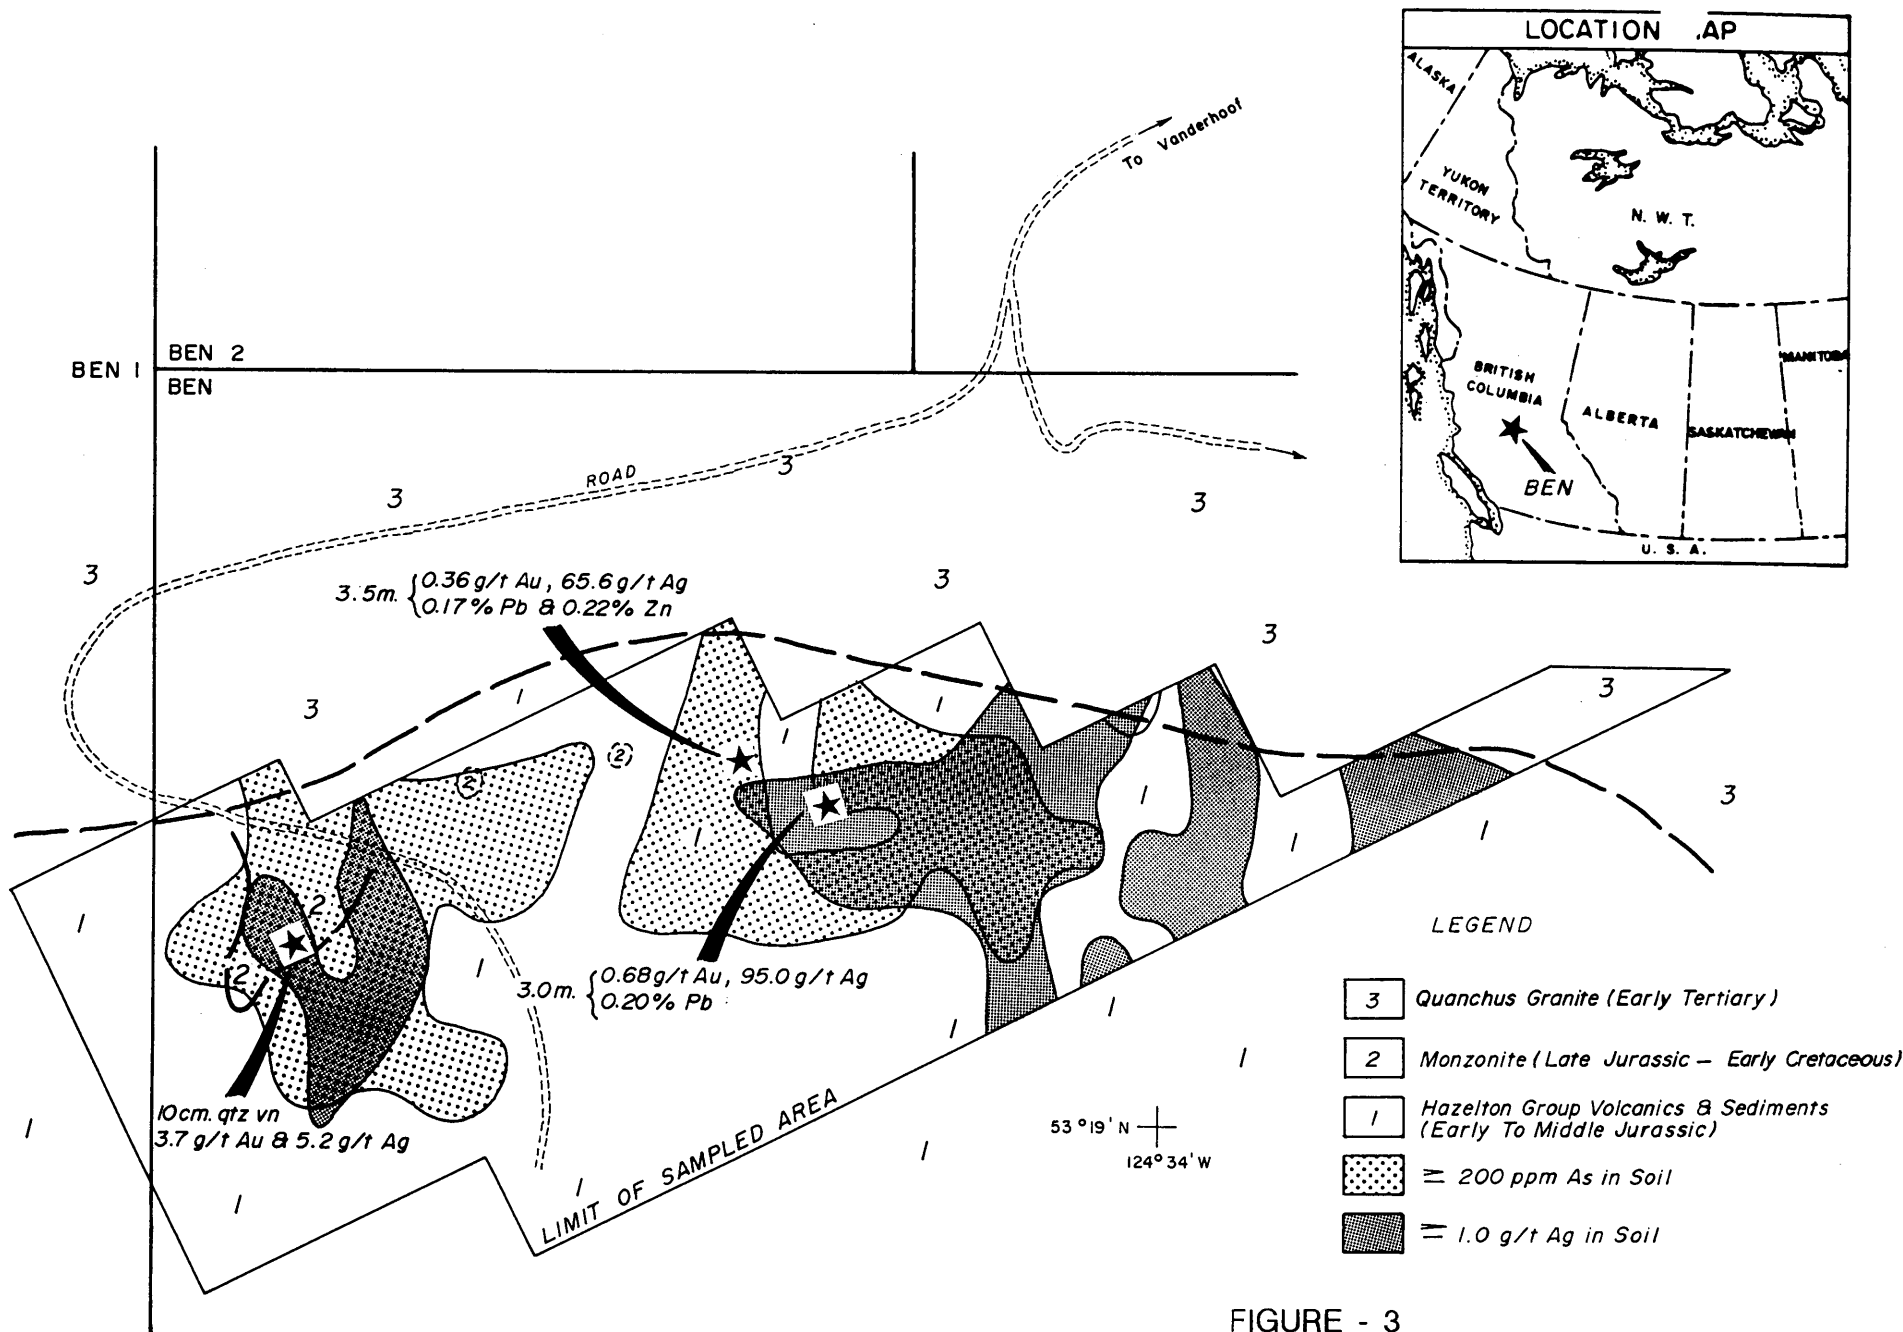 LOCATION .AP
ALASKA
YUKON
TERRITORY
N. W. T.
BRITISH
COLUMBIA
ALBERTA
SASKATCHEWAN
MANITOBA
BEN
U. S. A.
To Vanderhoof
BEN 2
BEN 1
BEN
ROAD
3
3
3
3
3
3
3
3
3
3
3.5m. { 0.36 g/t Au, 65.6 g/t Ag
0.17% Pb & 0.22% Zn
1
1
1
2
2
1
1
1
1
1
2
2
1
3.0m. { 0.68 g/t Au, 95.0 g/t Ag
0.20% Pb
1
1
1
1
1
1
1
10cm. qtz vn
3.7 g/t Au & 5.2 g/t Ag
LIMIT OF SAMPLED AREA
53°19' N
124°34' W
LEGEND
3 Quanchus Granite (Early Tertiary)
2 Monzonite (Late Jurassic - Early Cretaceous)
1 Hazelton Group Volcanics & Sediments
(Early To Middle Jurassic)
≥ 200 ppm As in Soil
≥ 1.0 g/t Ag in Soil
FIGURE - 3